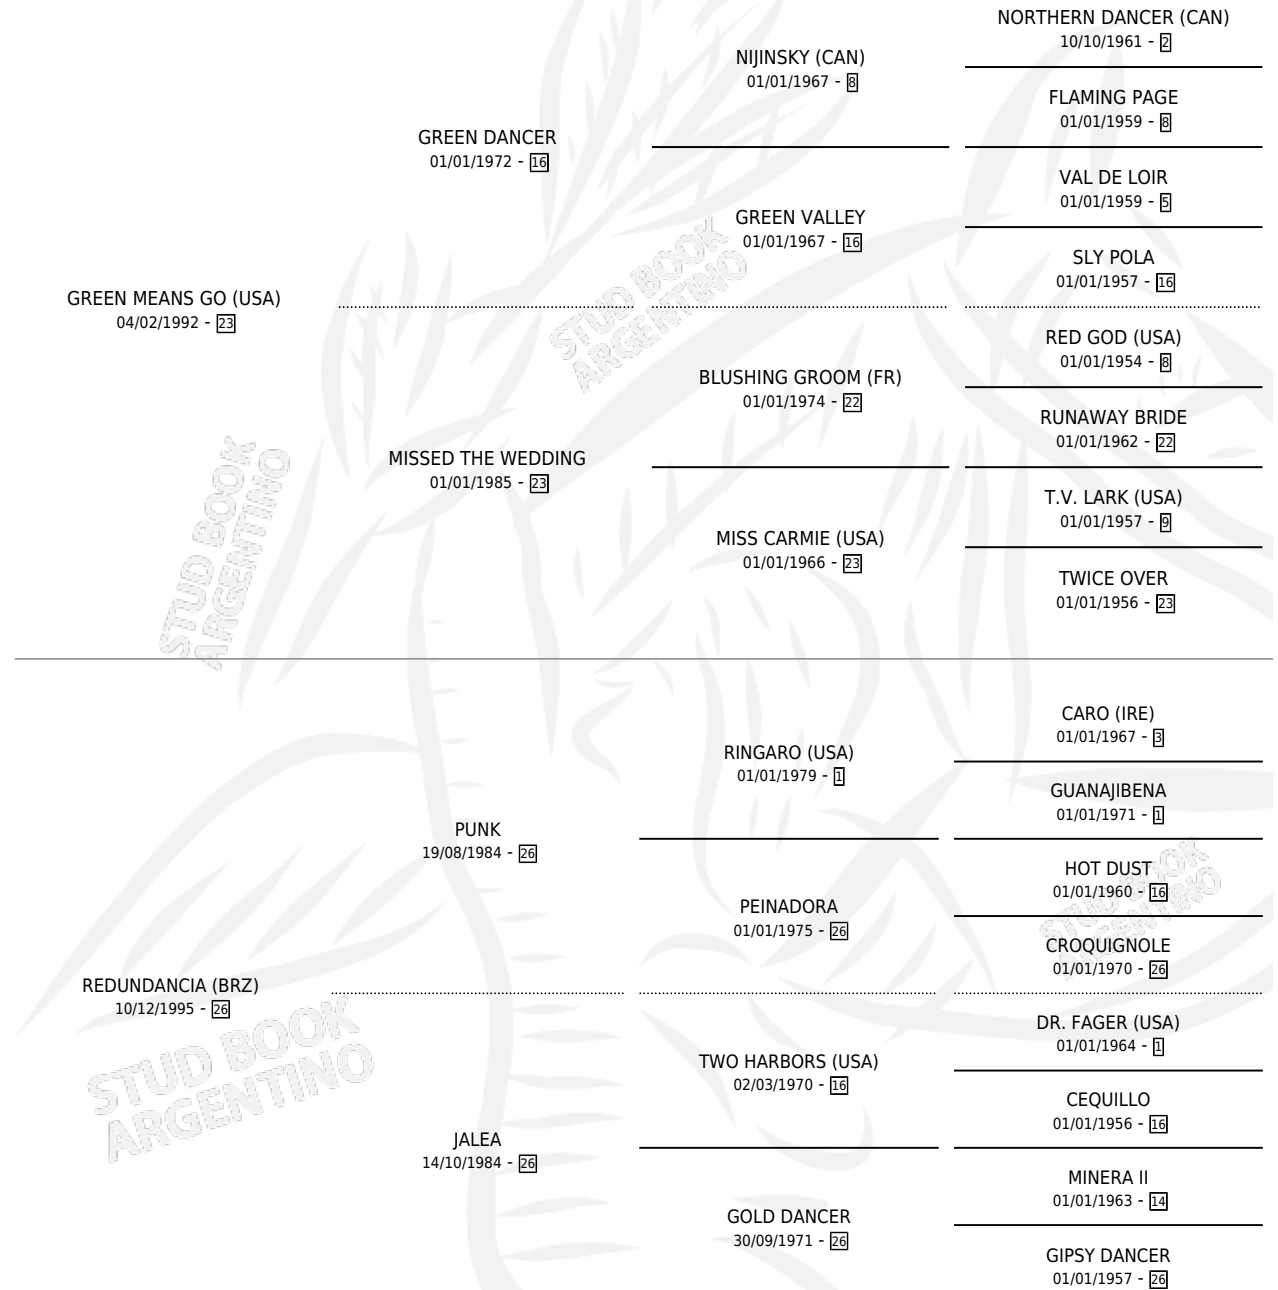 NORTHERN DANCER (CAN)
10/10/1961 - 2
NIJINSKY (CAN)
01/01/1967 - 8
FLAMING PAGE
01/01/1959 - 8
GREEN DANCER
01/01/1972 - 16
VAL DE LOIR
01/01/1959 - 5
GREEN VALLEY
01/01/1967 - 16
SLY POLA
01/01/1957 - 16
GREEN MEANS GO (USA)
04/02/1992 - 23
STUD BOOK
ARGENTINO
RED GOD (USA)
01/01/1954 - 8
BLUSHING GROOM (FR)
01/01/1974 - 22
RUNAWAY BRIDE
01/01/1962 - 22
MISSED THE WEDDING
01/01/1985 - 23
T.V. LARK (USA)
01/01/1957 - 9
MISS CARMIE (USA)
01/01/1966 - 23
TWICE OVER
01/01/1956 - 23
STUD BOOK
ARGENTINO
CARO (IRE)
01/01/1967 - 3
RINGARO (USA)
01/01/1979 - 1
GUANAJIBENA
01/01/1971 - 1
PUNK
19/08/1984 - 26
HOT DUST
01/01/1960 - 16
PEINADORA
01/01/1975 - 26
STUD BOOK
ARGENTINO
CROQUIGNOLE
01/01/1970 - 26
REDUNDANCIA (BRZ)
10/12/1995 - 26
STUD BOOK
ARGENTINO
DR. FAGER (USA)
01/01/1964 - 1
TWO HARBORS (USA)
02/03/1970 - 16
CEQUILLO
01/01/1956 - 16
JALEA
14/10/1984 - 26
MINERA II
01/01/1963 - 14
GOLD DANCER
30/09/1971 - 26
GIPSY DANCER
01/01/1957 - 26